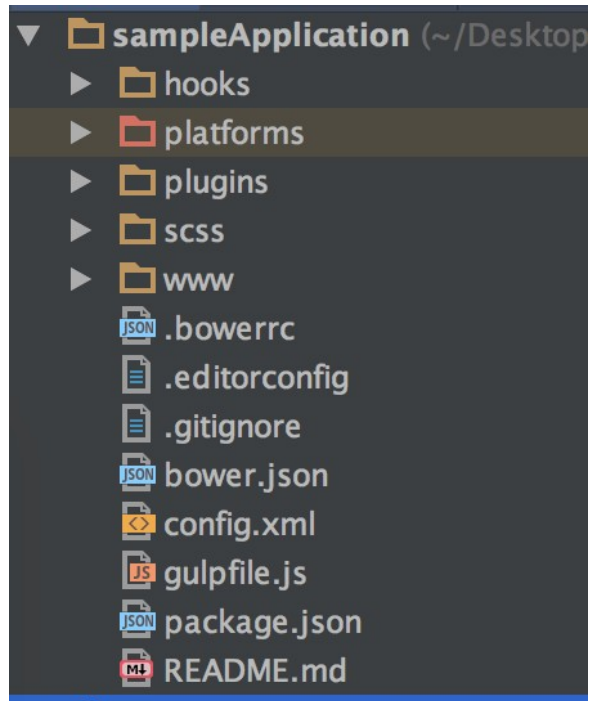 sampleApplication (~/Desktop
hooks
platforms
plugins
scss
www
JSON .bowerrc
.editorconfig
.gitignore
JSON bower.json
<> config.xml
JS gulpfile.js
JSON package.json
M↓ README.md